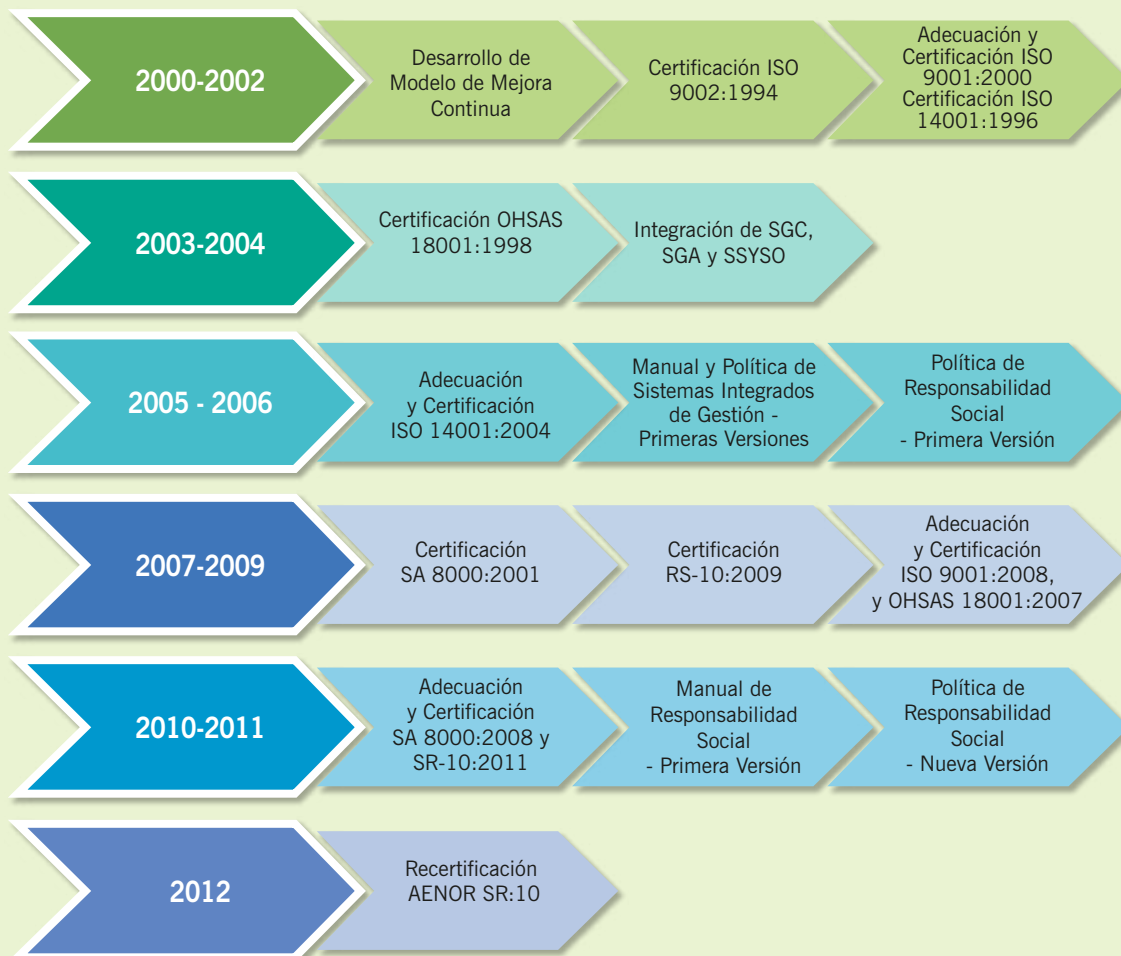 2000-2002
Desarrollo de
Modelo de Mejora
Continua
Certificación ISO
9002:1994
Adecuación y
Certificación ISO
9001:2000
Certificación ISO
14001:1996
2003-2004
Certificación OHSAS
18001:1998
Integración de SGC,
SGA y SSYSO
2005 - 2006
Adecuación
y Certificación
ISO 14001:2004
Manual y Política de
Sistemas Integrados
de Gestión -
Primeras Versiones
Política de
Responsabilidad
Social
- Primera Versión
2007-2009
Certificación
SA 8000:2001
Certificación
RS-10:2009
Adecuación
y Certificación
ISO 9001:2008,
y OHSAS 18001:2007
2010-2011
Adecuación
y Certificación
SA 8000:2008 y
SR-10:2011
Manual de
Responsabilidad
Social
- Primera Versión
Política de
Responsabilidad
Social
- Nueva Versión
2012
Recertificación
AENOR SR:10